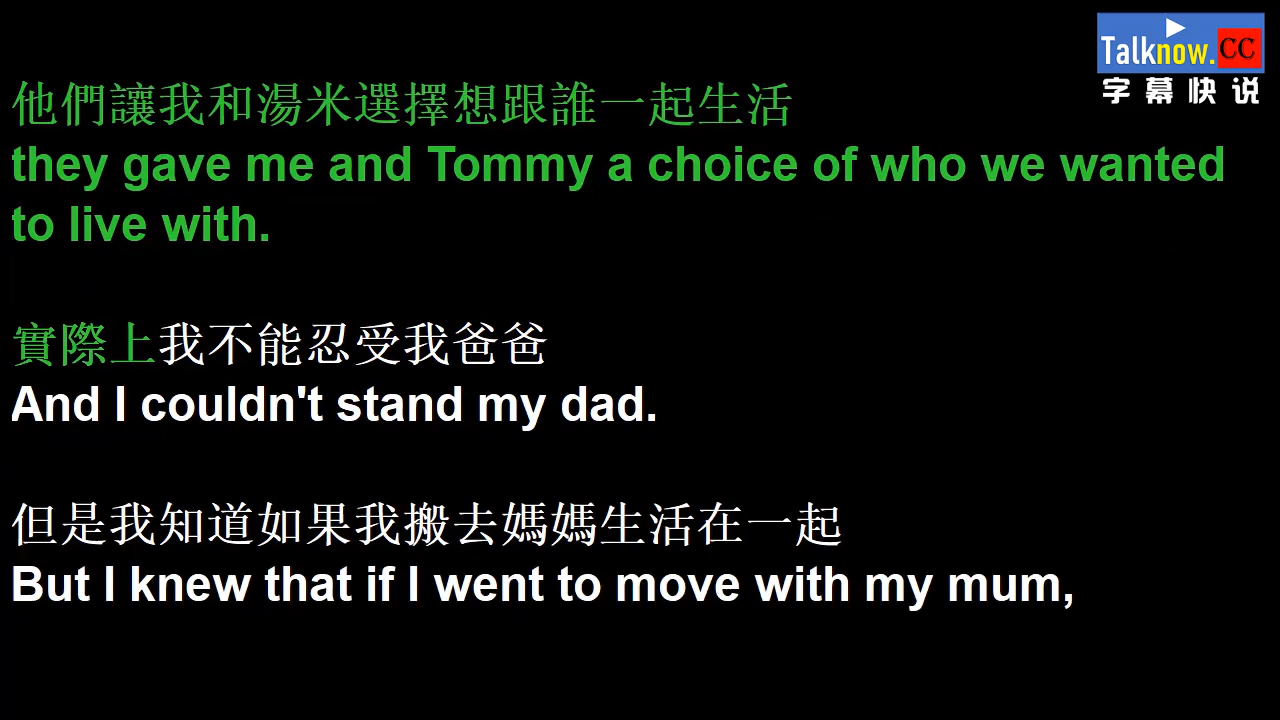 Talknow.CC
字幕快说
他們讓我和湯米選擇想跟誰一起生活
they gave me and Tommy a choice of who we wanted
to live with.
實際上我不能忍受我爸爸
And I couldn't stand my dad.
但是我知道如果我搬去媽媽生活在一起
But I knew that if I went to move with my mum,